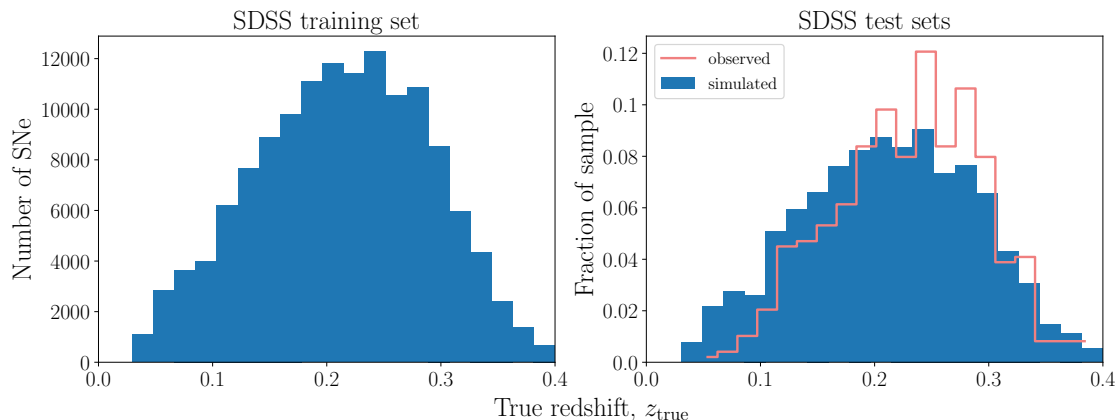 SDSS training set
12000
10000
8000
6000
4000
2000
0
Number of SNe
0.0 0.1 0.2 0.3 0.4
SDSS test sets
observed
simulated
0.12
0.1
0.08
0.06
0.04
0.02
0.0
Fraction of sample
0.0 0.1 0.2 0.3 0.4
True redshift, z_true